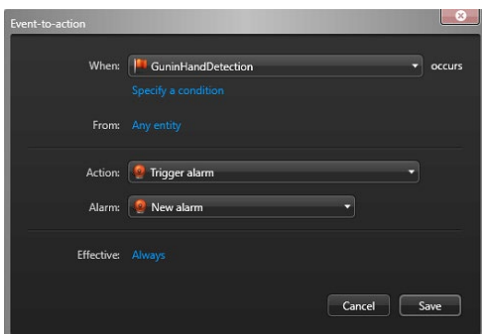 Event-to-action
When: GuninHandDetection occurs
Specify a condition
From: Any entity
Action: Trigger alarm
Alarm: New alarm
Effective: Always
Cancel Save